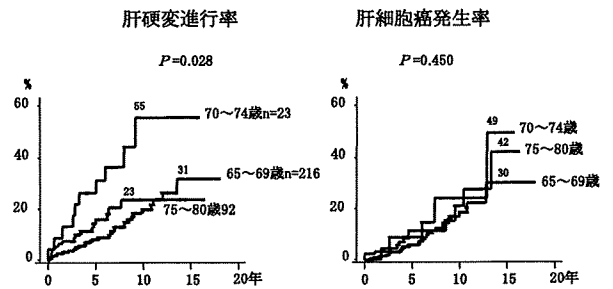 肝硬変進行率
P=0.028
%
60
40
20
0
0 5 10 15 20年
55
70〜74歳n=23
31
65〜69歳n=216
23
75〜80歳92
肝細胞癌発生率
P=0.450
%
60
40
20
0
0 5 10 15 20年
49
70〜74歳
42
75〜80歳
30
65〜69歳